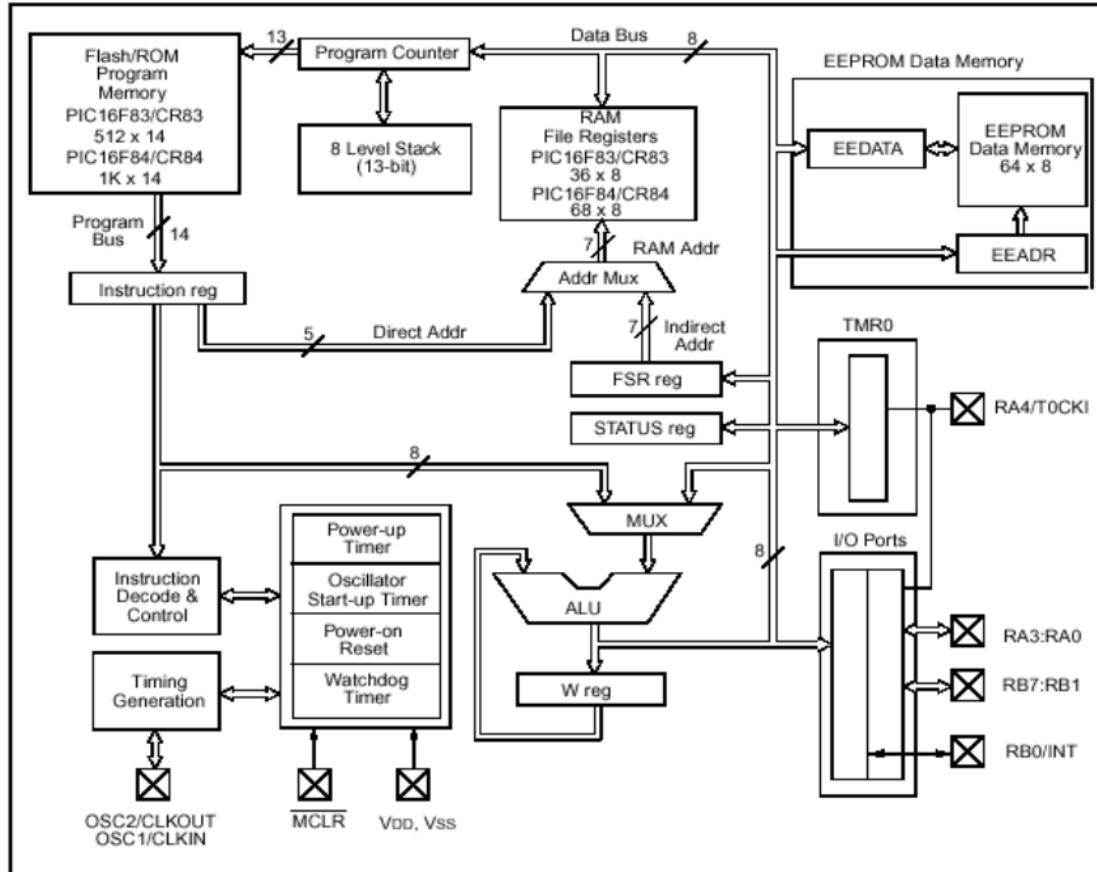 Flash/ROM
Program
Memory
PIC16F83/CR83
512 x 14
PIC16F84/CR84
1K x 14
13
Program Counter
8 Level Stack
(13-bit)
Data Bus
8
RAM
File Registers
PIC16F83/CR83
36 x 8
PIC16F84/CR84
68 x 8
EEPROM Data Memory
EEDATA
EEPROM
Data Memory
64 x 8
EEADR
Program
Bus
14
7
RAM Addr
Instruction reg
Addr Mux
5
Direct Addr
7
Indirect
Addr
FSR reg
STATUS reg
TMR0
RA4/T0CKI
8
MUX
Power-up
Timer
Oscillator
Start-up Timer
Power-on
Reset
Watchdog
Timer
Instruction
Decode &
Control
Timing
Generation
ALU
W reg
8
I/O Ports
RA3:RA0
RB7:RB1
RB0/INT
OSC2/CLKOUT
OSC1/CLKIN
MCLR
VDD, VSS